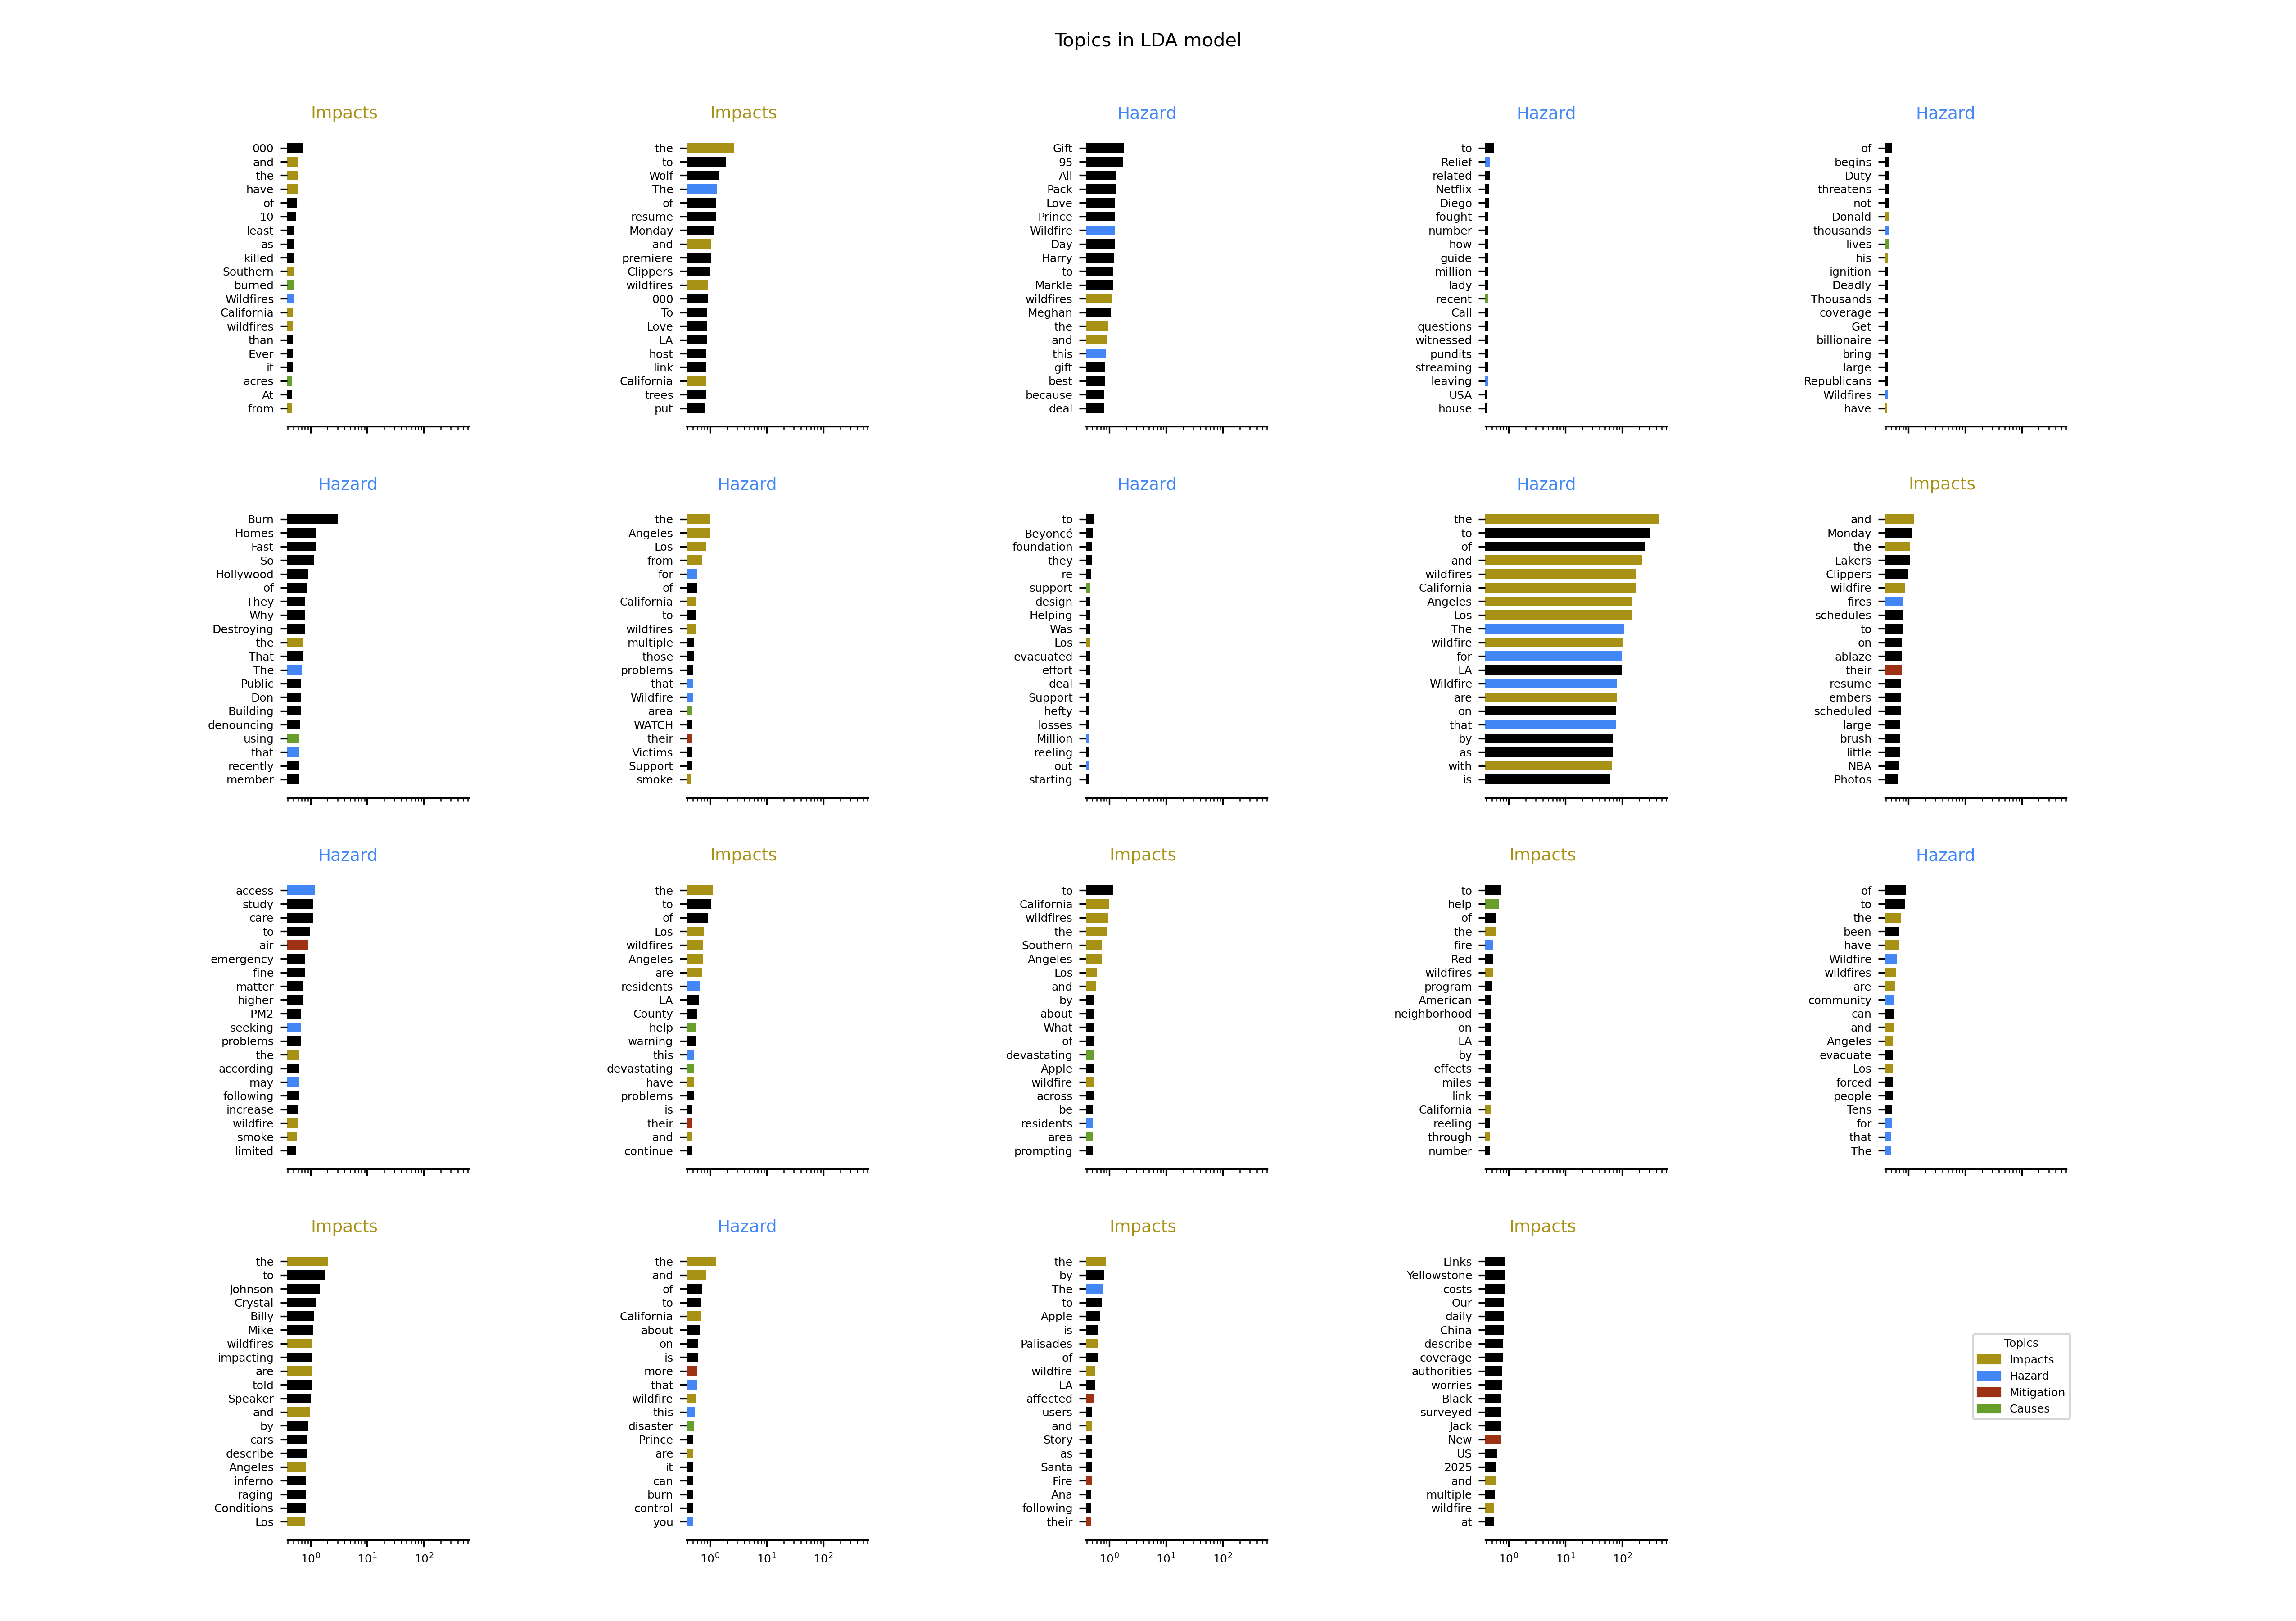 Topics in LDA model
Impacts
000
and
the
have
of
10
least
as
killed
Southern
burned
Wildfires
California
wildfires
than
Ever
it
acres
At
from
Impacts
the
to
Wolf
The
of
resume
Monday
and
premiere
Clippers
wildfires
000
To
Love
LA
host
link
California
trees
put
Hazard
Gift
95
All
Pack
Love
Prince
Wildfire
Day
Harry
to
Markle
wildfires
Meghan
the
and
this
gift
best
because
deal
Hazard
to
Relief
related
Netflix
Diego
fought
number
how
guide
million
lady
recent
Call
questions
witnessed
pundits
streaming
leaving
USA
house
Hazard
of
begins
Duty
threatens
not
Donald
thousands
lives
his
ignition
Deadly
Thousands
coverage
Get
billionaire
bring
large
Republicans
Wildfires
have
Hazard
Burn
Homes
Fast
So
Hollywood
of
They
Why
Destroying
the
That
The
Public
Don
Building
denouncing
using
that
recently
member
Hazard
the
Angeles
Los
from
for
of
California
to
wildfires
multiple
those
problems
that
Wildfire
area
WATCH
their
Victims
Support
smoke
Hazard
to
Beyoncé
foundation
they
re
support
design
Helping
Was
Los
evacuated
effort
deal
Support
hefty
losses
Million
reeling
out
starting
Hazard
the
to
of
and
wildfires
California
Angeles
Los
The
wildfire
for
LA
Wildfire
are
on
that
by
as
with
is
Impacts
and
Monday
the
Lakers
Clippers
wildfire
fires
schedules
to
on
ablaze
their
resume
embers
scheduled
large
brush
little
NBA
Photos
Hazard
access
study
care
to
air
emergency
fine
matter
higher
PM2
seeking
problems
the
according
may
following
increase
wildfire
smoke
limited
Impacts
the
to
of
Los
wildfires
Angeles
are
residents
LA
County
help
warning
this
devastating
have
problems
is
their
and
continue
Impacts
to
California
wildfires
the
Southern
Angeles
Los
and
by
about
What
of
devastating
Apple
wildfire
across
be
residents
area
prompting
Impacts
to
help
of
the
fire
Red
wildfires
program
American
neighborhood
on
LA
by
effects
miles
link
California
reeling
through
number
Hazard
of
to
the
been
have
Wildfire
wildfires
are
community
can
and
Angeles
evacuate
Los
forced
people
Tens
for
that
The
Impacts
the
to
Johnson
Crystal
Billy
Mike
wildfires
impacting
are
told
Speaker
and
by
cars
describe
Angeles
inferno
raging
Conditions
Los
10⁰ 10¹ 10²
Hazard
the
and
of
to
California
about
on
is
more
that
wildfire
this
disaster
Prince
are
it
can
burn
control
you
10⁰ 10¹ 10²
Impacts
the
by
The
to
Apple
is
Palisades
of
wildfire
LA
affected
users
and
Story
as
Santa
Fire
Ana
following
their
10⁰ 10¹ 10²
Impacts
Links
Yellowstone
costs
Our
daily
China
describe
coverage
authorities
worries
Black
surveyed
Jack
New
US
2025
and
multiple
wildfire
at
10⁰ 10¹ 10²
Topics
Impacts
Hazard
Mitigation
Causes